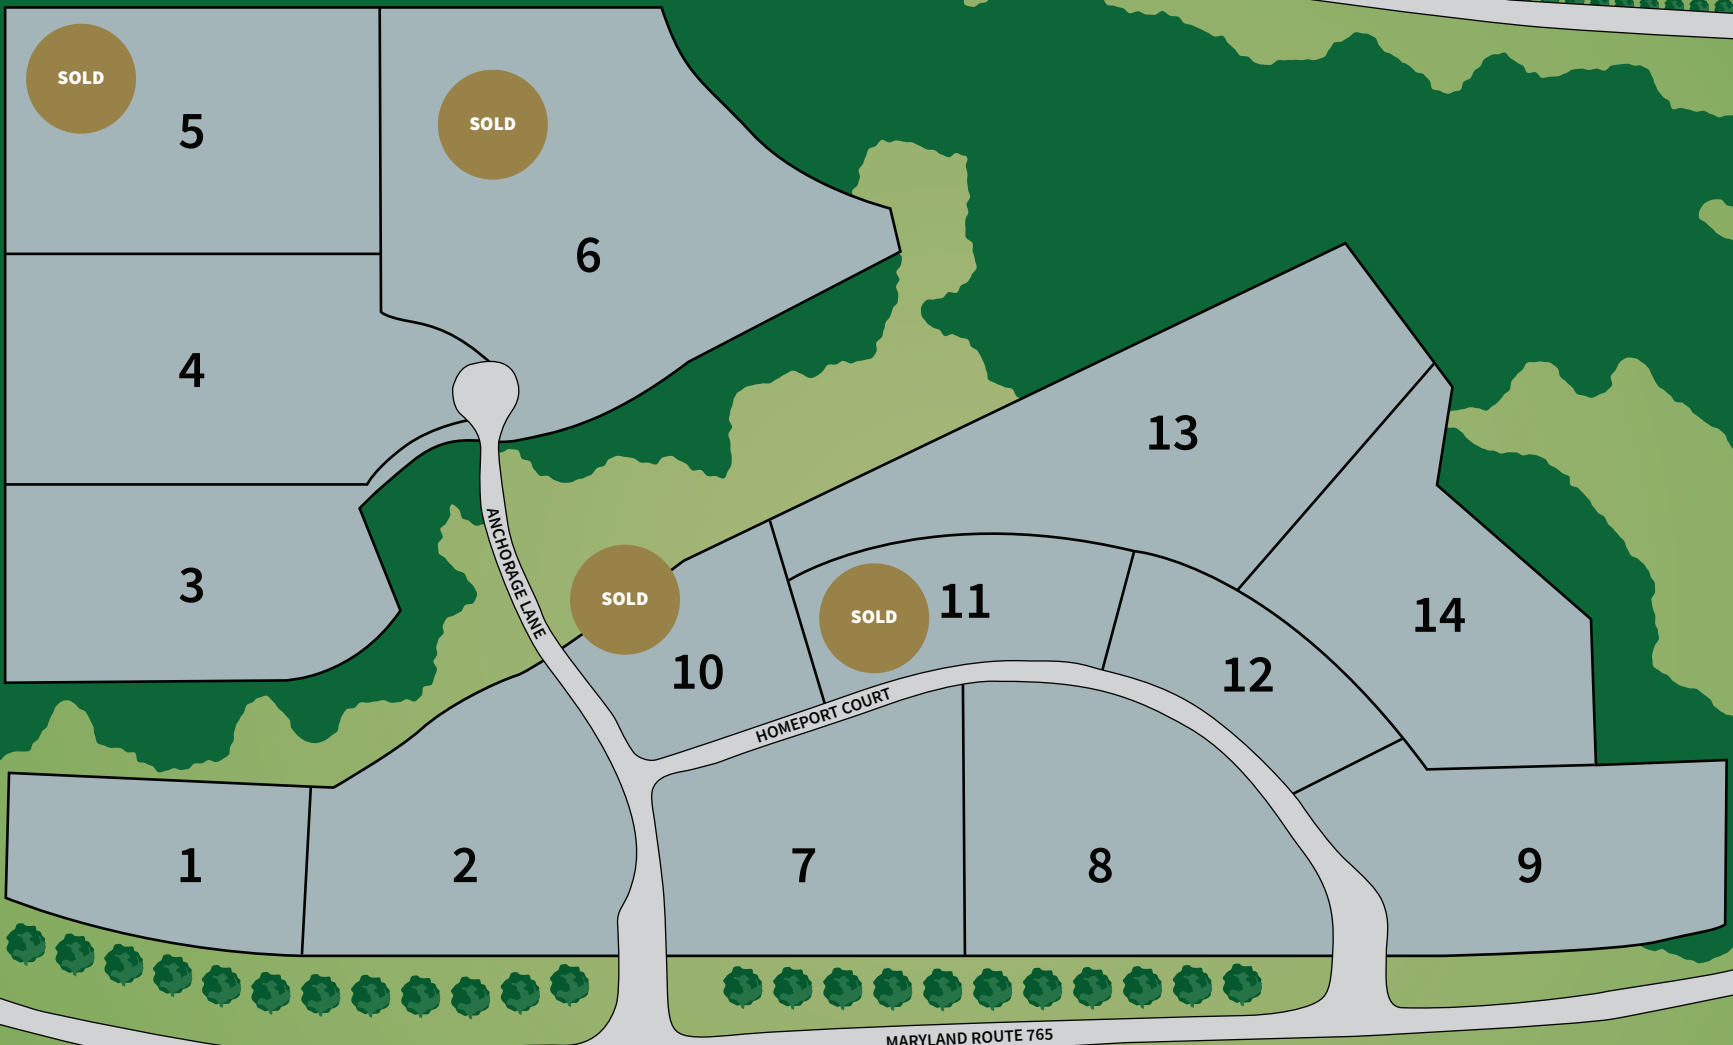 SOLD
5
SOLD
6
4
3
ANCHORAGE LANE
13
SOLD
10
SOLD
11
12
14
HOMEPORT COURT
1
2
7
8
9
MARYLAND ROUTE 765